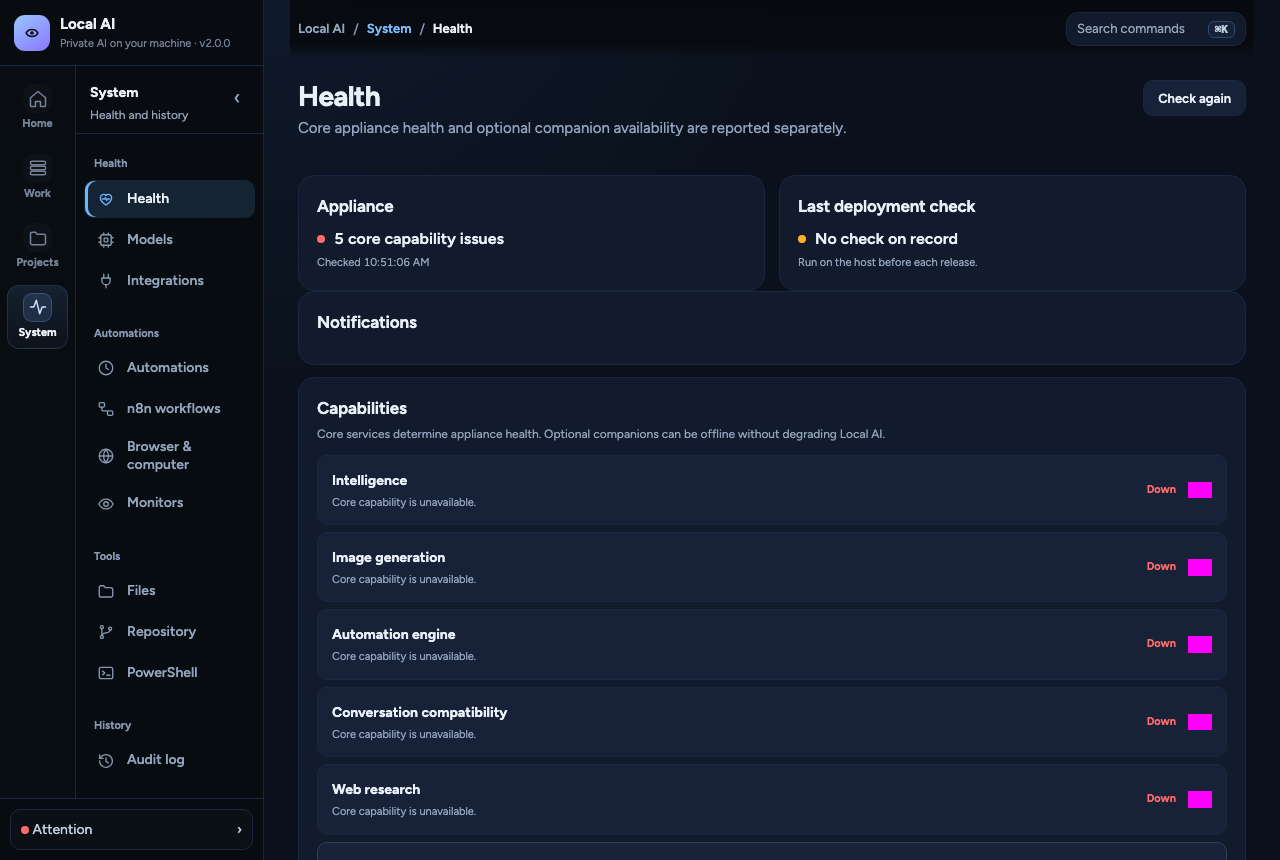 Local AI
Private AI on your machine · v2.0.0
Home
Work
Projects
System
System
Health and history
Health
Health
Models
Integrations
Automations
Automations
n8n workflows
Browser &
computer
Monitors
Tools
Files
Repository
PowerShell
History
Audit log
Attention
Local AI / System / Health
Search commands ⌘K
Health
Core appliance health and optional companion availability are reported separately.
Check again
Appliance
5 core capability issues
Checked 10:51:06 AM
Last deployment check
No check on record
Run on the host before each release.
Notifications
Capabilities
Core services determine appliance health. Optional companions can be offline without degrading Local AI.
Intelligence
Core capability is unavailable.
Down
Image generation
Core capability is unavailable.
Down
Automation engine
Core capability is unavailable.
Down
Conversation compatibility
Core capability is unavailable.
Down
Web research
Core capability is unavailable.
Down